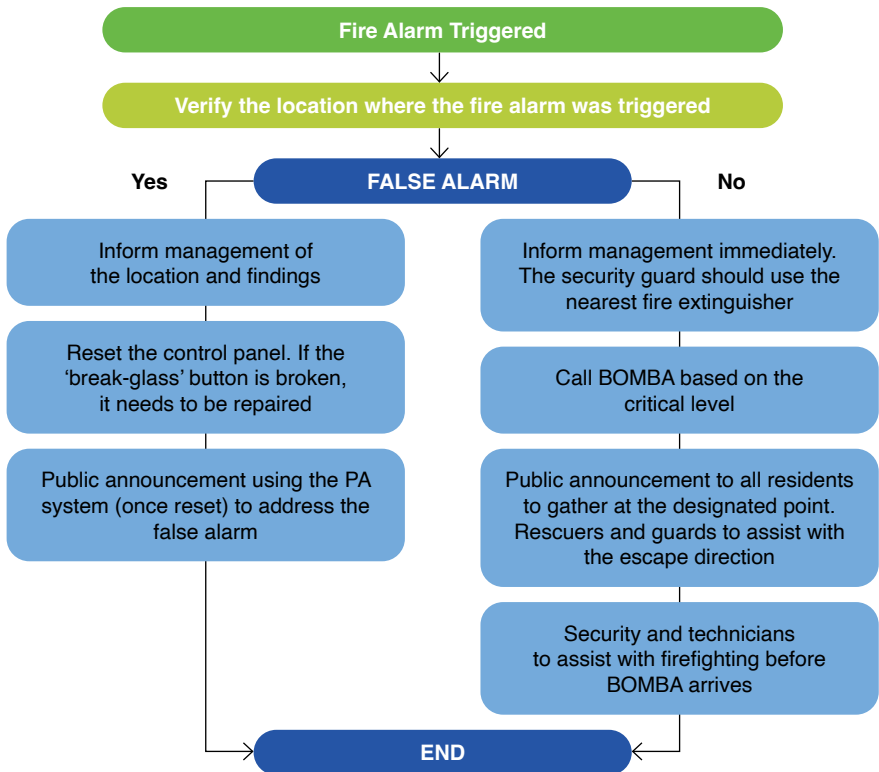 Fire Alarm Triggered
Verify the location where the fire alarm was triggered
FALSE ALARM
Yes
Inform management of
the location and findings
Reset the control panel. If the
‘break-glass’ button is broken,
it needs to be repaired
Public announcement using the PA
system (once reset) to address the
false alarm
No
Inform management immediately.
The security guard should use the
nearest fire extinguisher
Call BOMBA based on the
critical level
Public announcement to all residents
to gather at the designated point.
Rescuers and guards to assist with
the escape direction
Security and technicians
to assist with firefighting before
BOMBA arrives
END